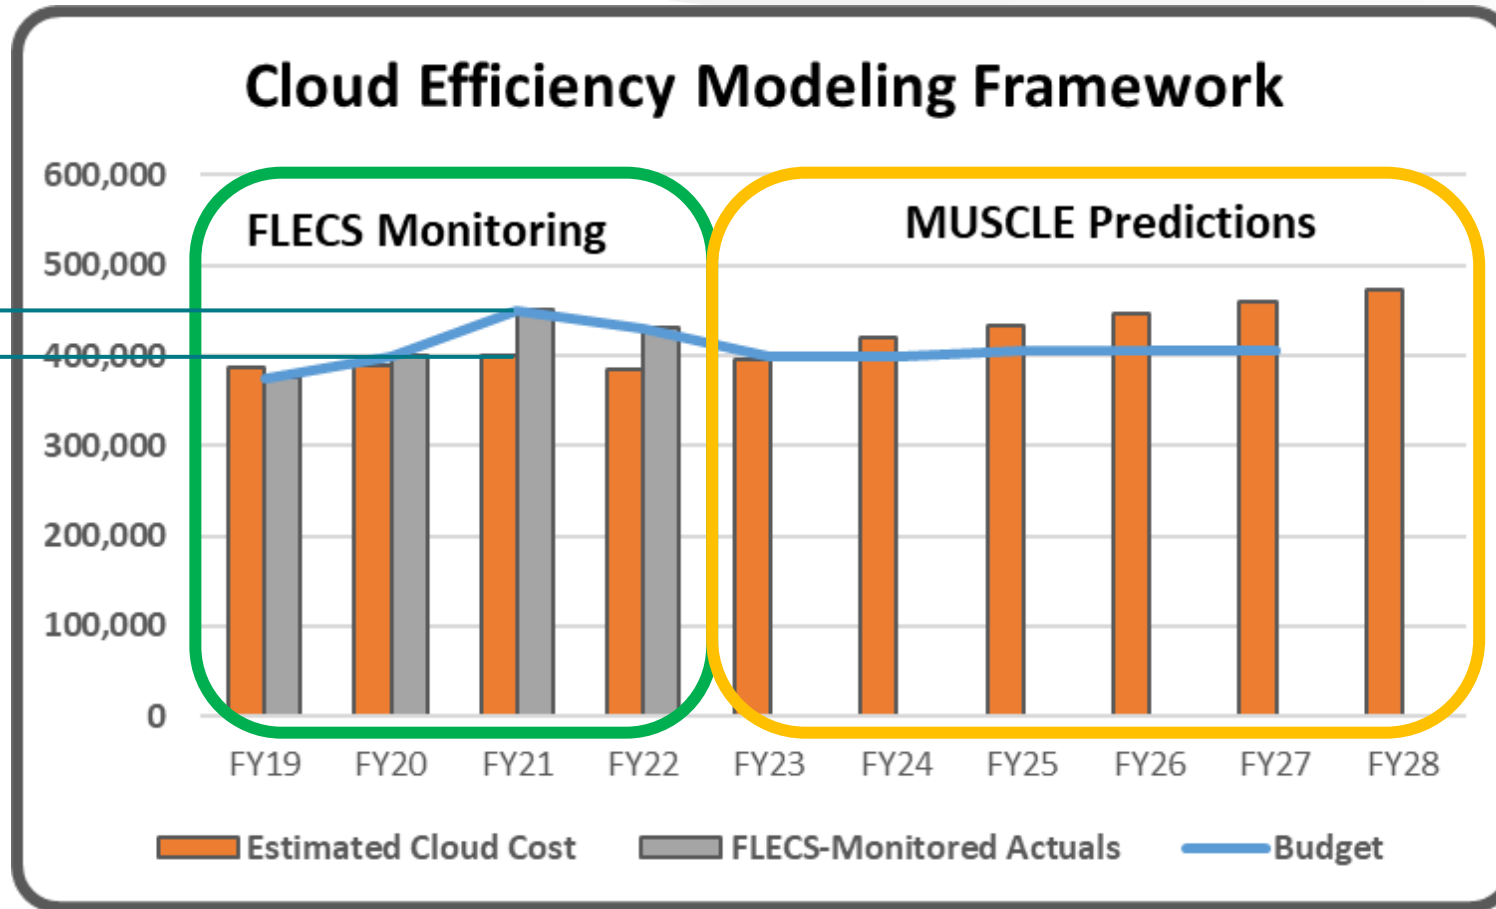 Cloud Efficiency Modeling Framework
600,000
500,000
400,000
300,000
200,000
100,000
0
FLECS Monitoring
MUSCLE Predictions
FY19 FY20 FY21 FY22 FY23 FY24 FY25 FY26 FY27 FY28
Estimated Cloud Cost FLECS-Monitored Actuals Budget